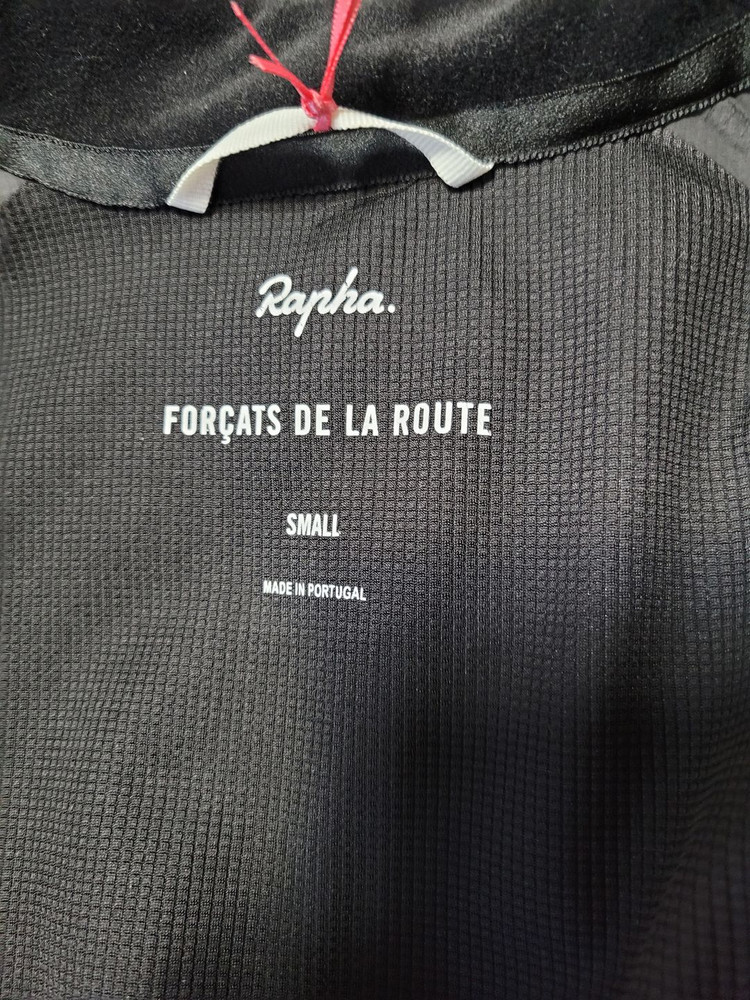 Rapha.
FORÇATS DE LA ROUTE
SMALL
MADE IN PORTUGAL